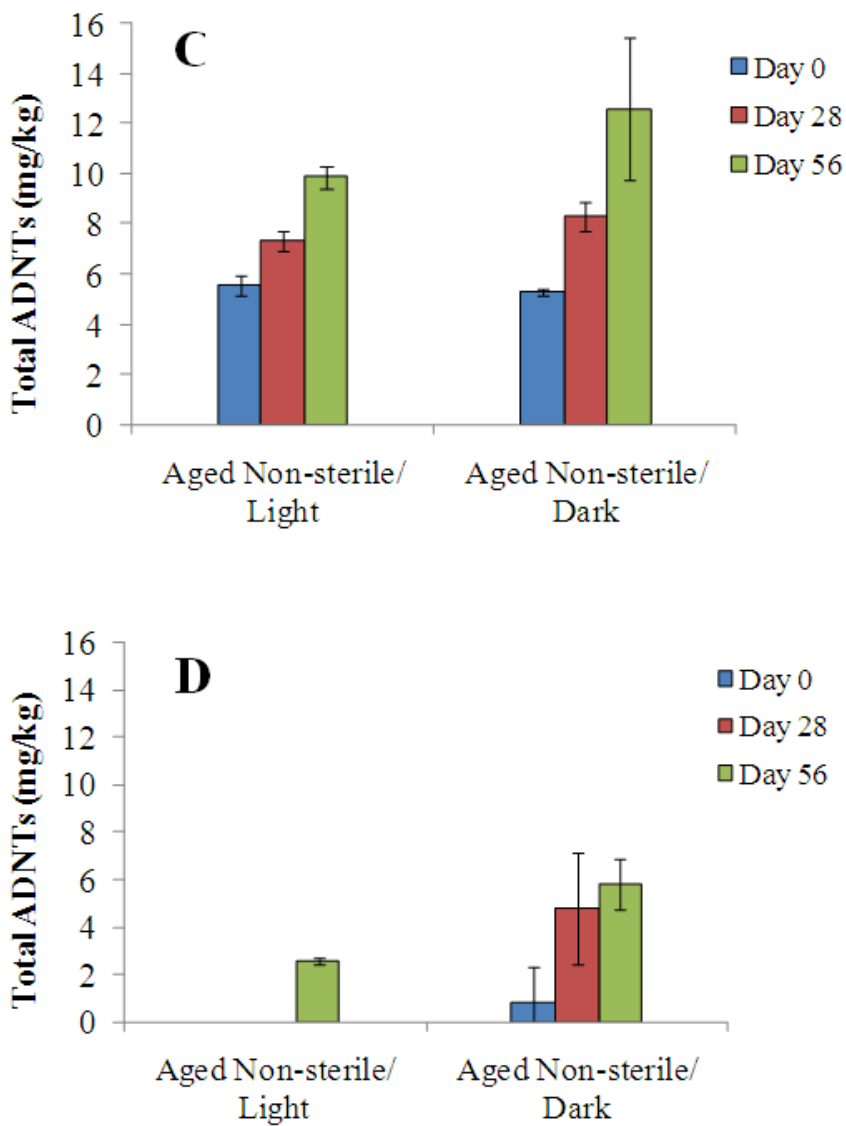 C
Total ADNTs (mg/kg)
16
14
12
10
8
6
4
2
0
Day 0
Day 28
Day 56
Aged Non-sterile/
Light
Aged Non-sterile/
Dark
D
Total ADNTs (mg/kg)
16
14
12
10
8
6
4
2
0
Day 0
Day 28
Day 56
Aged Non-sterile/
Light
Aged Non-sterile/
Dark